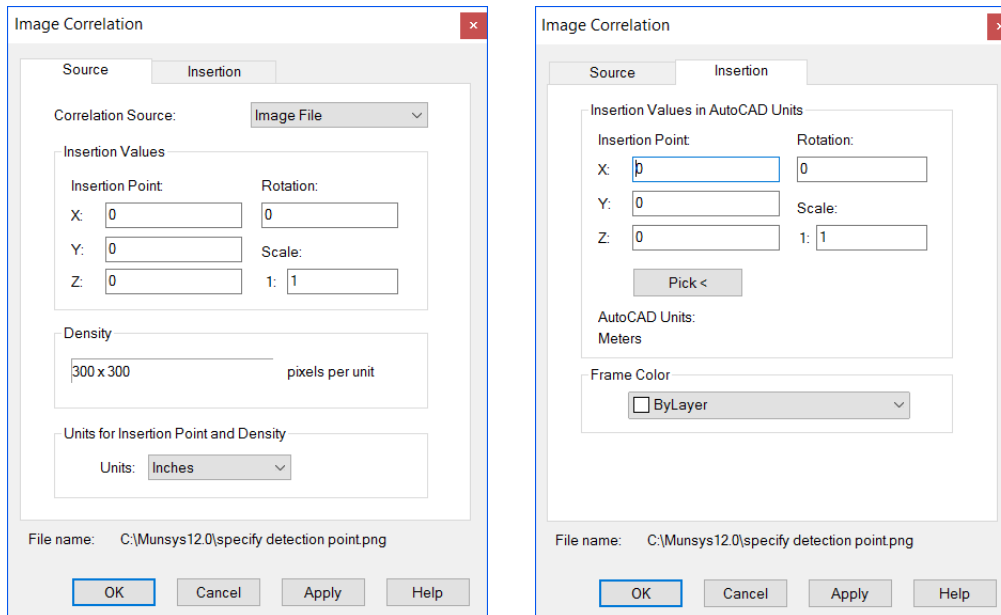 Image Correlation
Source Insertion
Correlation Source: Image File
Insertion Values
Insertion Point: Rotation:
X: 0 0
Y: 0 Scale:
Z: 0 1: 1
Density
300 x 300 pixels per unit
Units for Insertion Point and Density
Units: Inches
File name: C:\Munsys12.0\specify detection point.png
OK Cancel Apply Help
Image Correlation
Source Insertion
Insertion Values in AutoCAD Units
Insertion Point: Rotation:
X: 0 0
Y: 0 Scale:
Z: 0 1: 1
Pick <
AutoCAD Units:
Meters
Frame Color
ByLayer
File name: C:\Munsys12.0\specify detection point.png
OK Cancel Apply Help